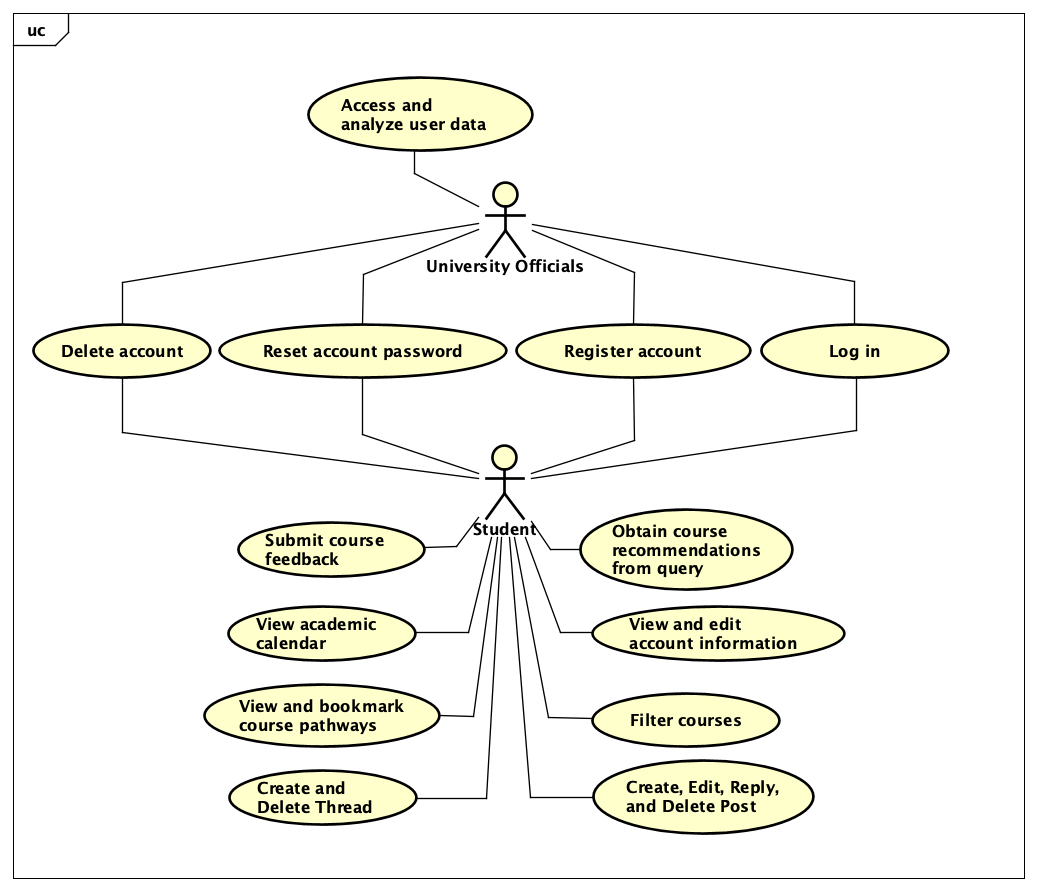 uc
Access and
analyze user data
University Officials
Delete account
Reset account password
Register account
Log in
Student
Submit course
feedback
Obtain course
recommendations
from query
View academic
calendar
View and edit
account information
View and bookmark
course pathways
Filter courses
Create and
Delete Thread
Create, Edit, Reply,
and Delete Post